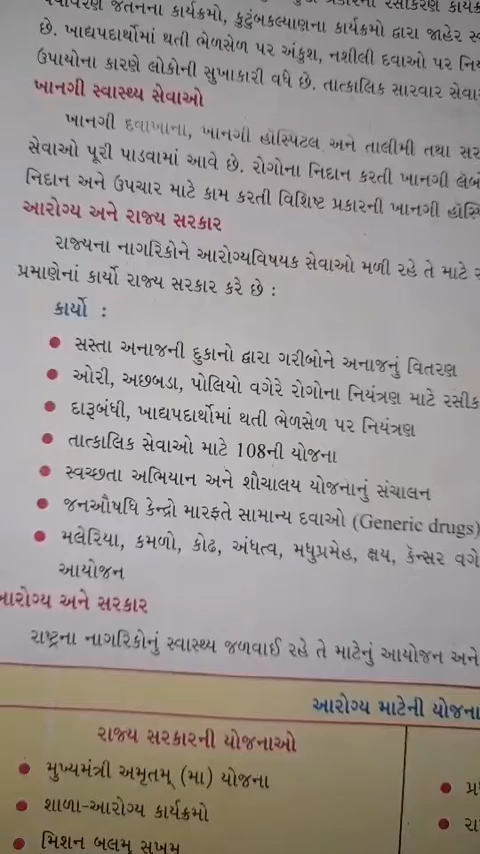 જતનના કાર્યક્રમો, કુટુંબકલ્યાણના કાર્યક્રમો દ્વારા જાહેર
છે. ખાદ્યપદાર્થોમાં થતી ભેળસેળ પર અંકુશ, નશીલી દવાઓ પર
ઉપાયોના કારણે લોકોની સુખાકારી વધે છે. તાત્કાલિક સારવાર
ખાનગી સ્વાસ્થ્ય સેવાઓ
ખાનગી દવાખાના, ખાનગી હૉસ્પિટલ અને તાલીમી તથા
સેવાઓ પૂરી પાડવામાં આવે છે. રોગોના નિદાન કરતી ખાનગી
નિદાન અને ઉપચાર માટે કામ કરતી વિશિષ્ટ પ્રકારની ખાનગી
આરોગ્ય અને રાજ્ય સરકાર
રાજ્યના નાગરિકોને આરોગ્યવિષયક સેવાઓ મળી રહે તે માટે
પ્રમાણેનાં કાર્યો રાજ્ય સરકાર કરે છે :
કાર્યો :
● સસ્તા અનાજની દુકાનો દ્વારા ગરીબોને અનાજનું વિતરણ
● ઓરી, અછબડા, પોલિયો વગેરે રોગોના નિયંત્રણ માટે
● દારૂબંધી, ખાદ્યપદાર્થોમાં થતી ભેળસેળ પર નિયંત્રણ
● તાત્કાલિક સેવાઓ માટે 108ની યોજના
● સ્વચ્છતા અભિયાન અને શૌચાલય યોજનાનું સંચાલન
● જનઔષધિ કેન્દ્રો મારફતે સામાન્ય દવાઓ (Generic drugs)
● મલેરિયા, કમળો, કોઢ, અંધત્વ, મધુપ્રમેહ, ક્ષય, કૅન્સર
આયોજન
આરોગ્ય અને સરકાર
રાષ્ટ્રના નાગરિકોનું સ્વાસ્થ્ય જળવાઈ રહે તે માટેનું આયોજન અને
આરોગ્ય માટેની
રાજ્ય સરકારની યોજનાઓ
● મુખ્યમંત્રી અમૃતમ્ (મા) યોજના
● શાળા-આરોગ્ય કાર્યક્રમો
● મિશન બલમ્ સુખમ્